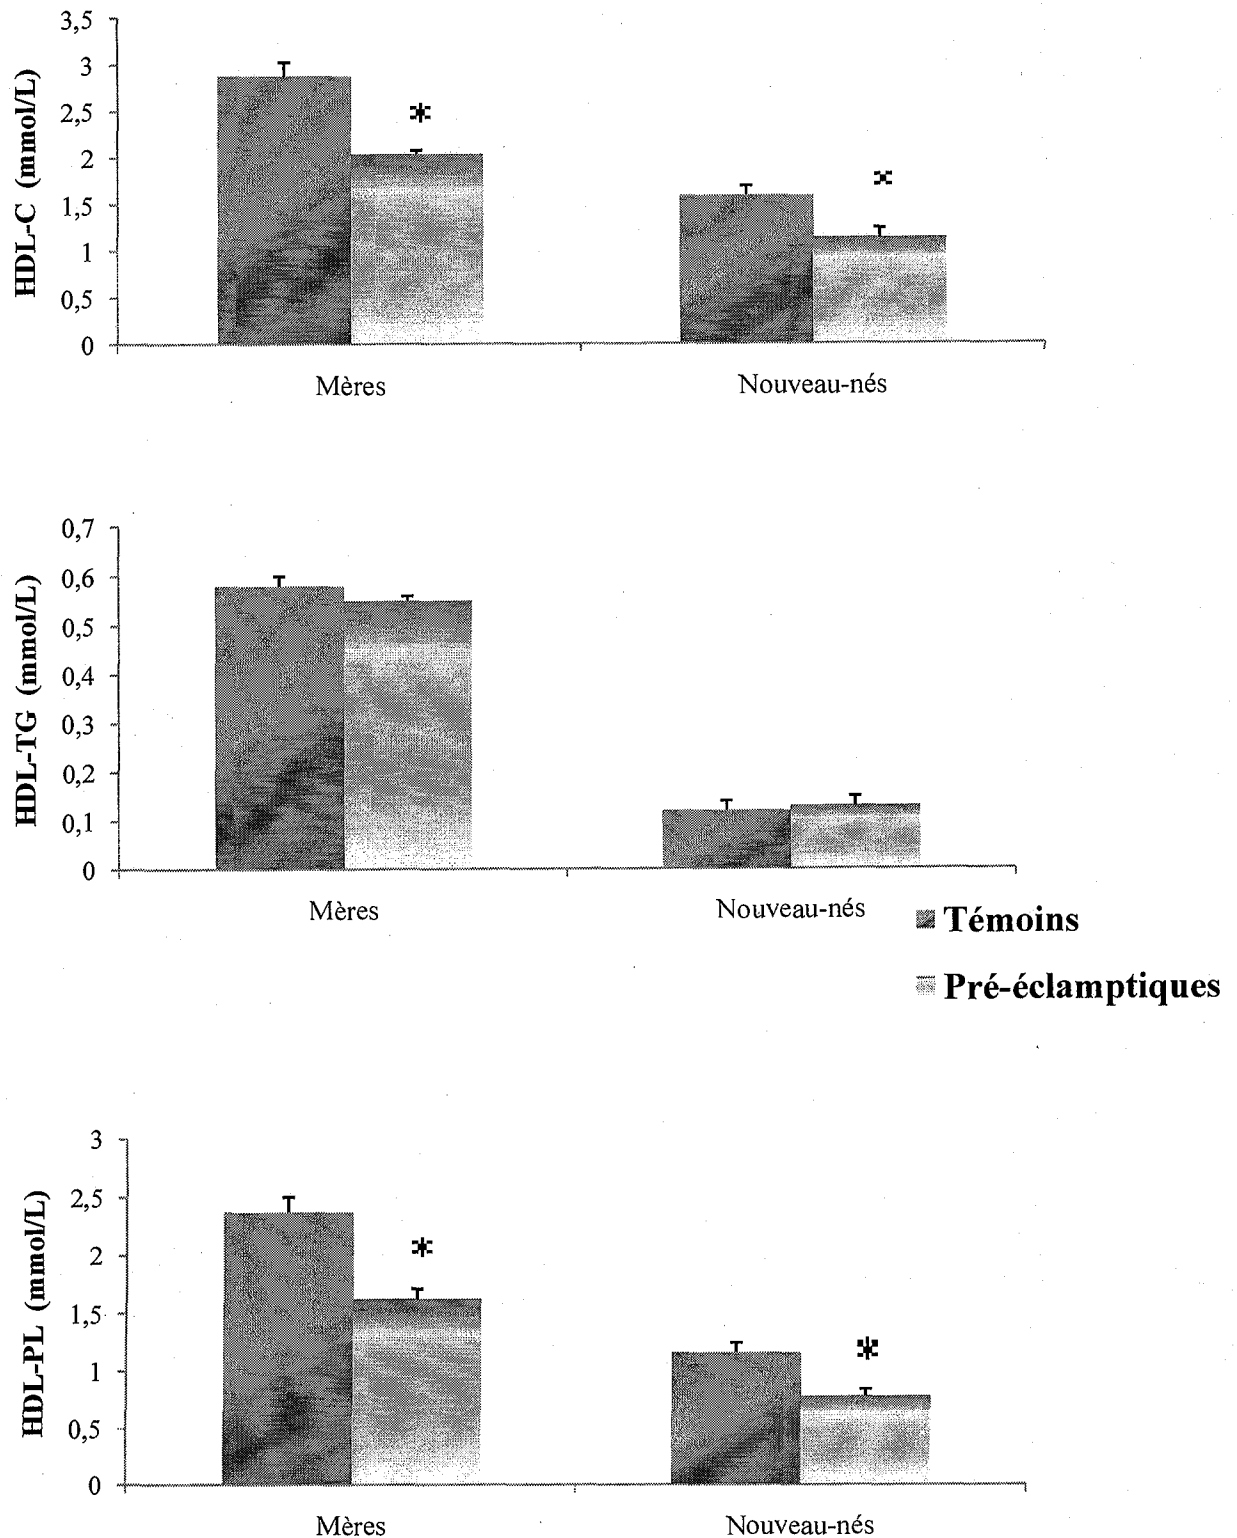 HDL-C (mmol/L)
3,5
3
2,5
2
1,5
1
0,5
0
*
*
Mères
Nouveau-nés
HDL-TG (mmol/L)
0,7
0,6
0,5
0,4
0,3
0,2
0,1
0
Mères
Nouveau-nés
Témoins
Pré-éclamptiques
HDL-PL (mmol/L)
3
2,5
2
1,5
1
0,5
0
*
*
Mères
Nouveau-nés